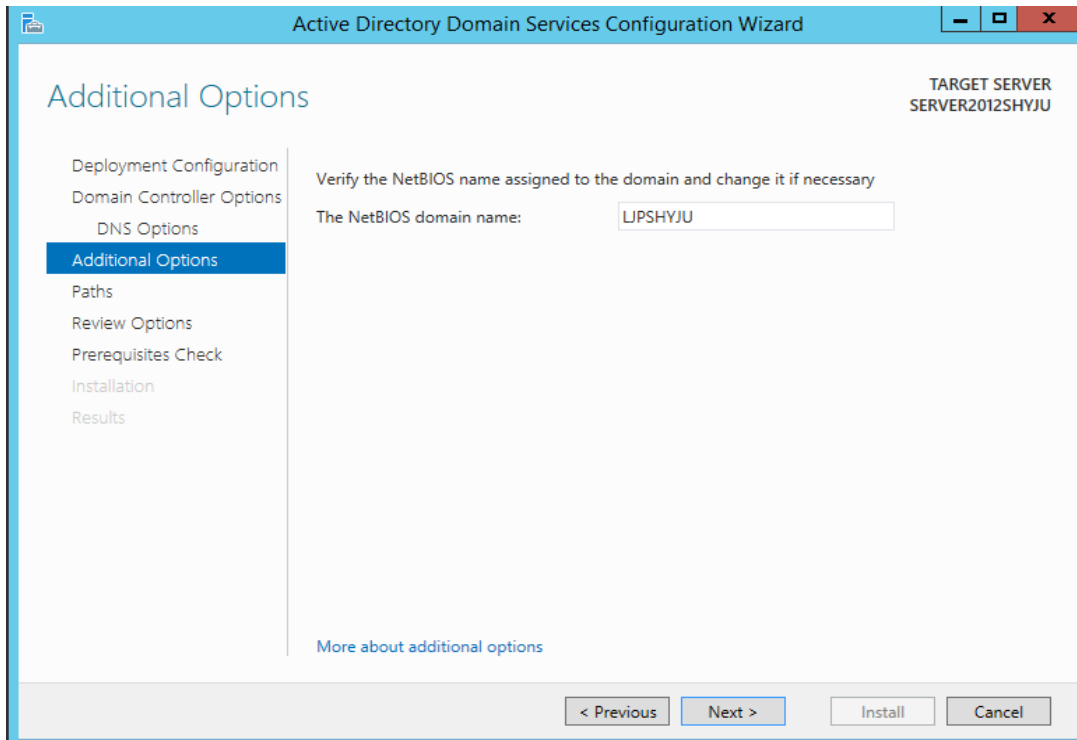 Active Directory Domain Services Configuration Wizard
Additional Options
TARGET SERVER
SERVER2012SHYJU
Deployment Configuration
Domain Controller Options
DNS Options
Additional Options
Paths
Review Options
Prerequisites Check
Installation
Results
Verify the NetBIOS name assigned to the domain and change it if necessary
The NetBIOS domain name: LJPSHYJU
More about additional options
< Previous Next > Install Cancel